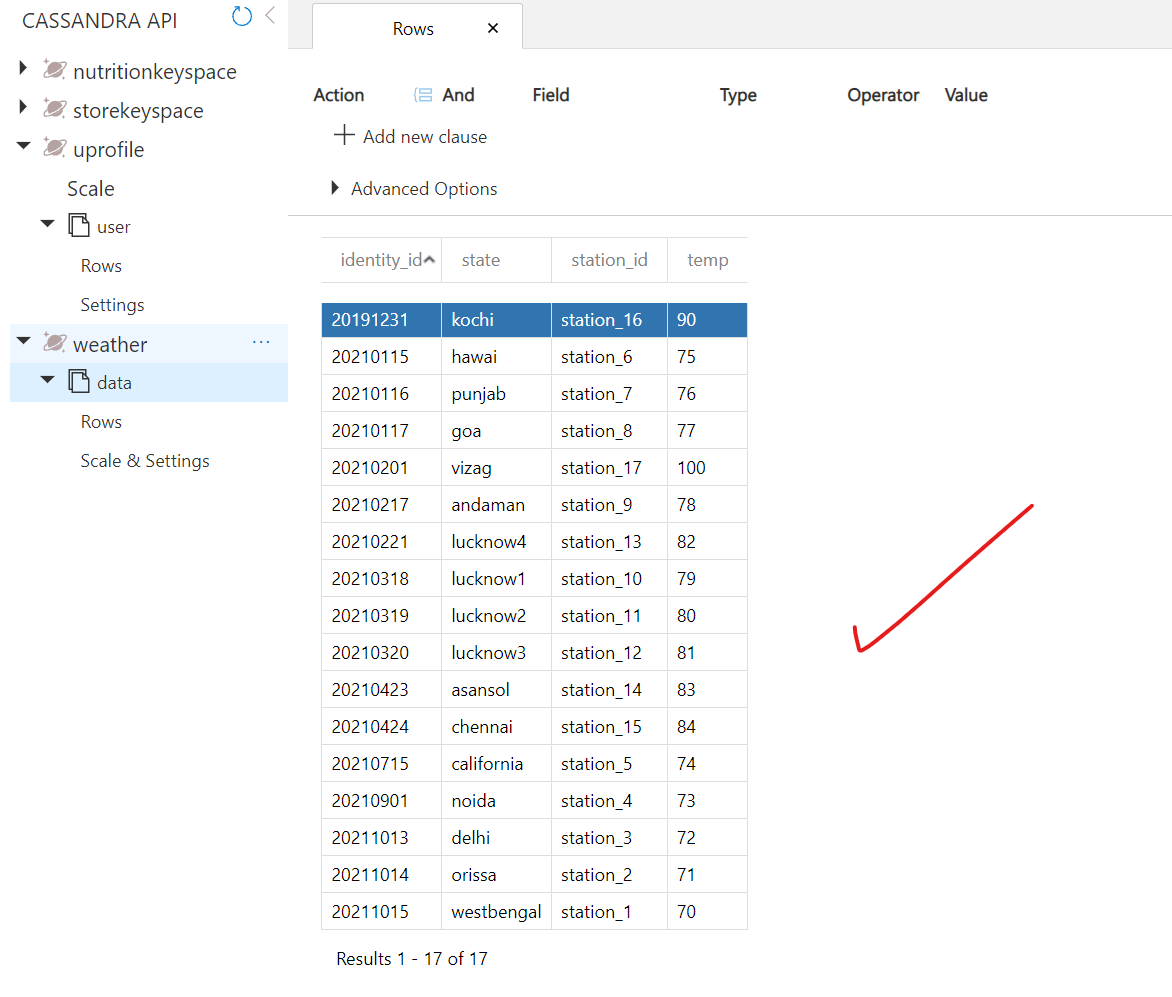 CASSANDRA API
nutritionkeyspace
storekeyspace
uprofile
Scale
user
Rows
Settings
weather ...
data
Rows
Scale & Settings
Rows
Action And Field Type Operator Value
Add new clause
Advanced Options
identity_id state station_id temp
20191231 kochi station_16 90
20210115 hawai station_6 75
20210116 punjab station_7 76
20210117 goa station_8 77
20210201 vizag station_17 100
20210217 andaman station_9 78
20210221 lucknow4 station_13 82
20210318 lucknow1 station_10 79
20210319 lucknow2 station_11 80
20210320 lucknow3 station_12 81
20210423 asansol station_14 83
20210424 chennai station_15 84
20210715 california station_5 74
20210901 noida station_4 73
20211013 delhi station_3 72
20211014 orissa station_2 71
20211015 westbengal station_1 70
Results 1 - 17 of 17